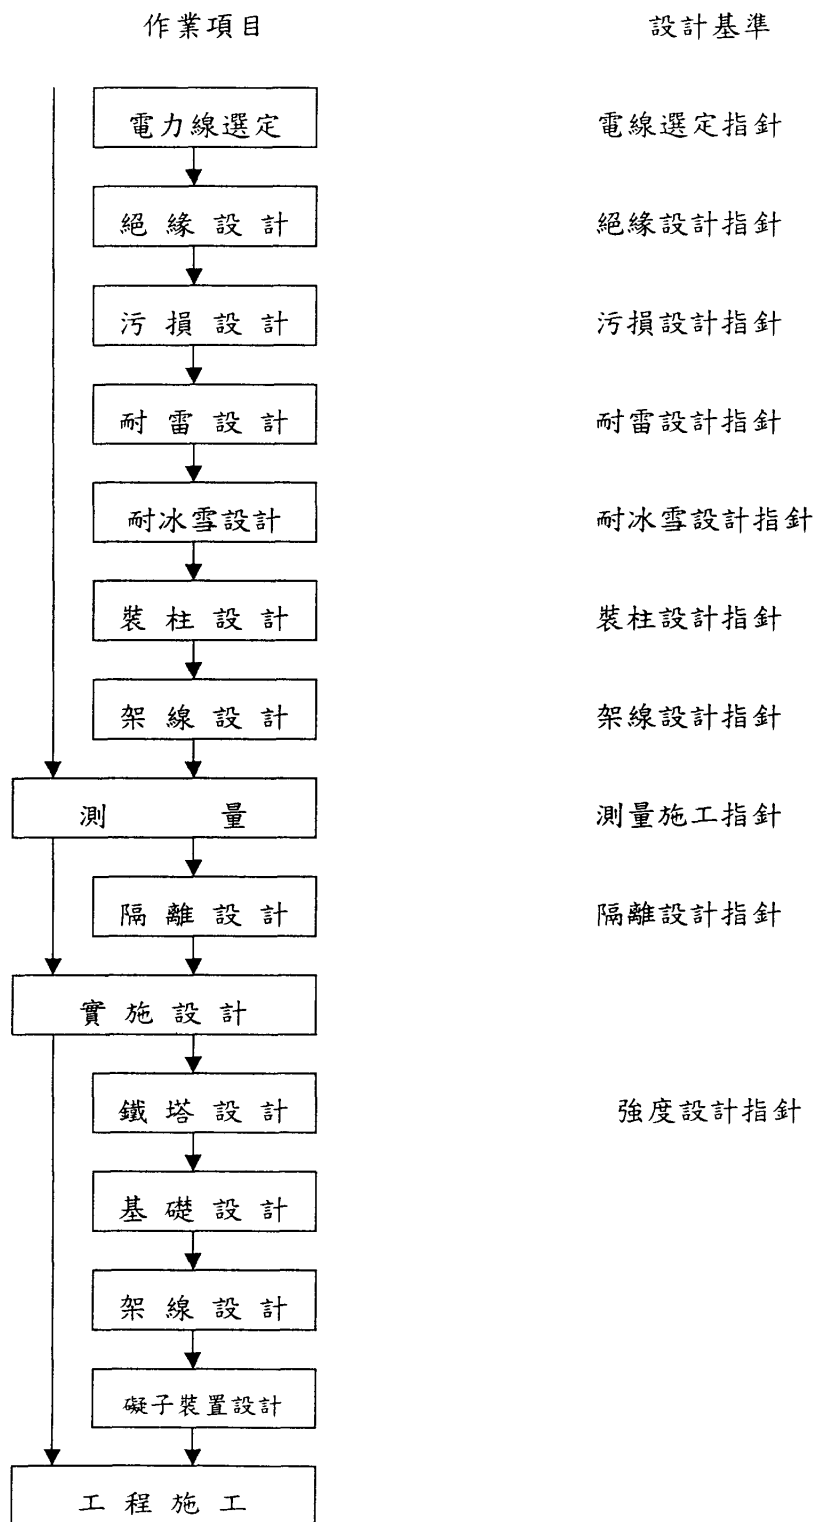 作業項目 設計基準
電力線選定 電線選定指針
絕緣設計 絕緣設計指針
污損設計 污損設計指針
耐雷設計 耐雷設計指針
耐冰雪設計 耐冰雪設計指針
裝柱設計 裝柱設計指針
架線設計 架線設計指針
測量 測量施工指針
隔離設計 隔離設計指針
實施設計
鐵塔設計 強度設計指針
基礎設計
架線設計
礙子裝置設計
工程施工